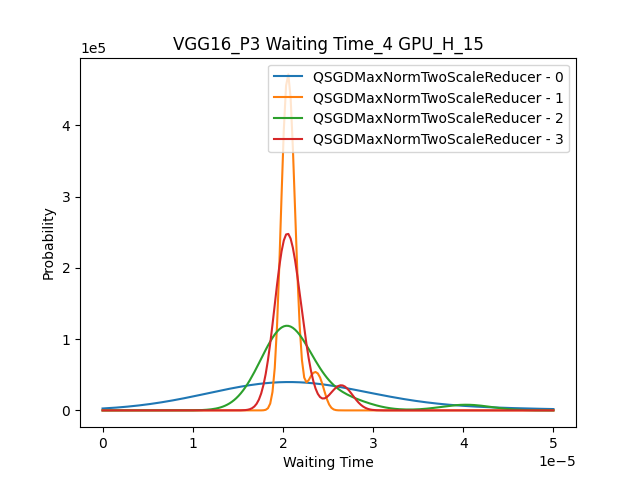 VGG16_P3 Waiting Time_4 GPU_H_15
1e5
QSGDMaxNormTwoScaleReducer - 0
QSGDMaxNormTwoScaleReducer - 1
QSGDMaxNormTwoScaleReducer - 2
QSGDMaxNormTwoScaleReducer - 3
4
3
2
1
0
Probability
0 1 2 3 4 5
1e−5
Waiting Time